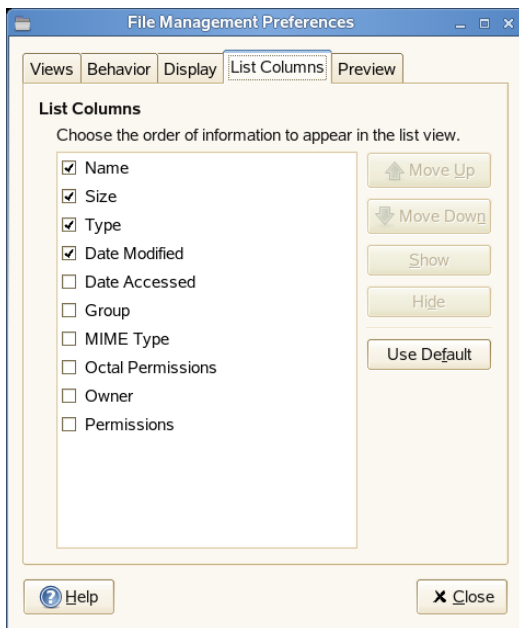 File Management Preferences
Views Behavior Display List Columns Preview
List Columns
Choose the order of information to appear in the list view.
Name
Size
Type
Date Modified
Date Accessed
Group
MIME Type
Octal Permissions
Owner
Permissions
Move Up
Move Down
Show
Hide
Use Default
Help
Close